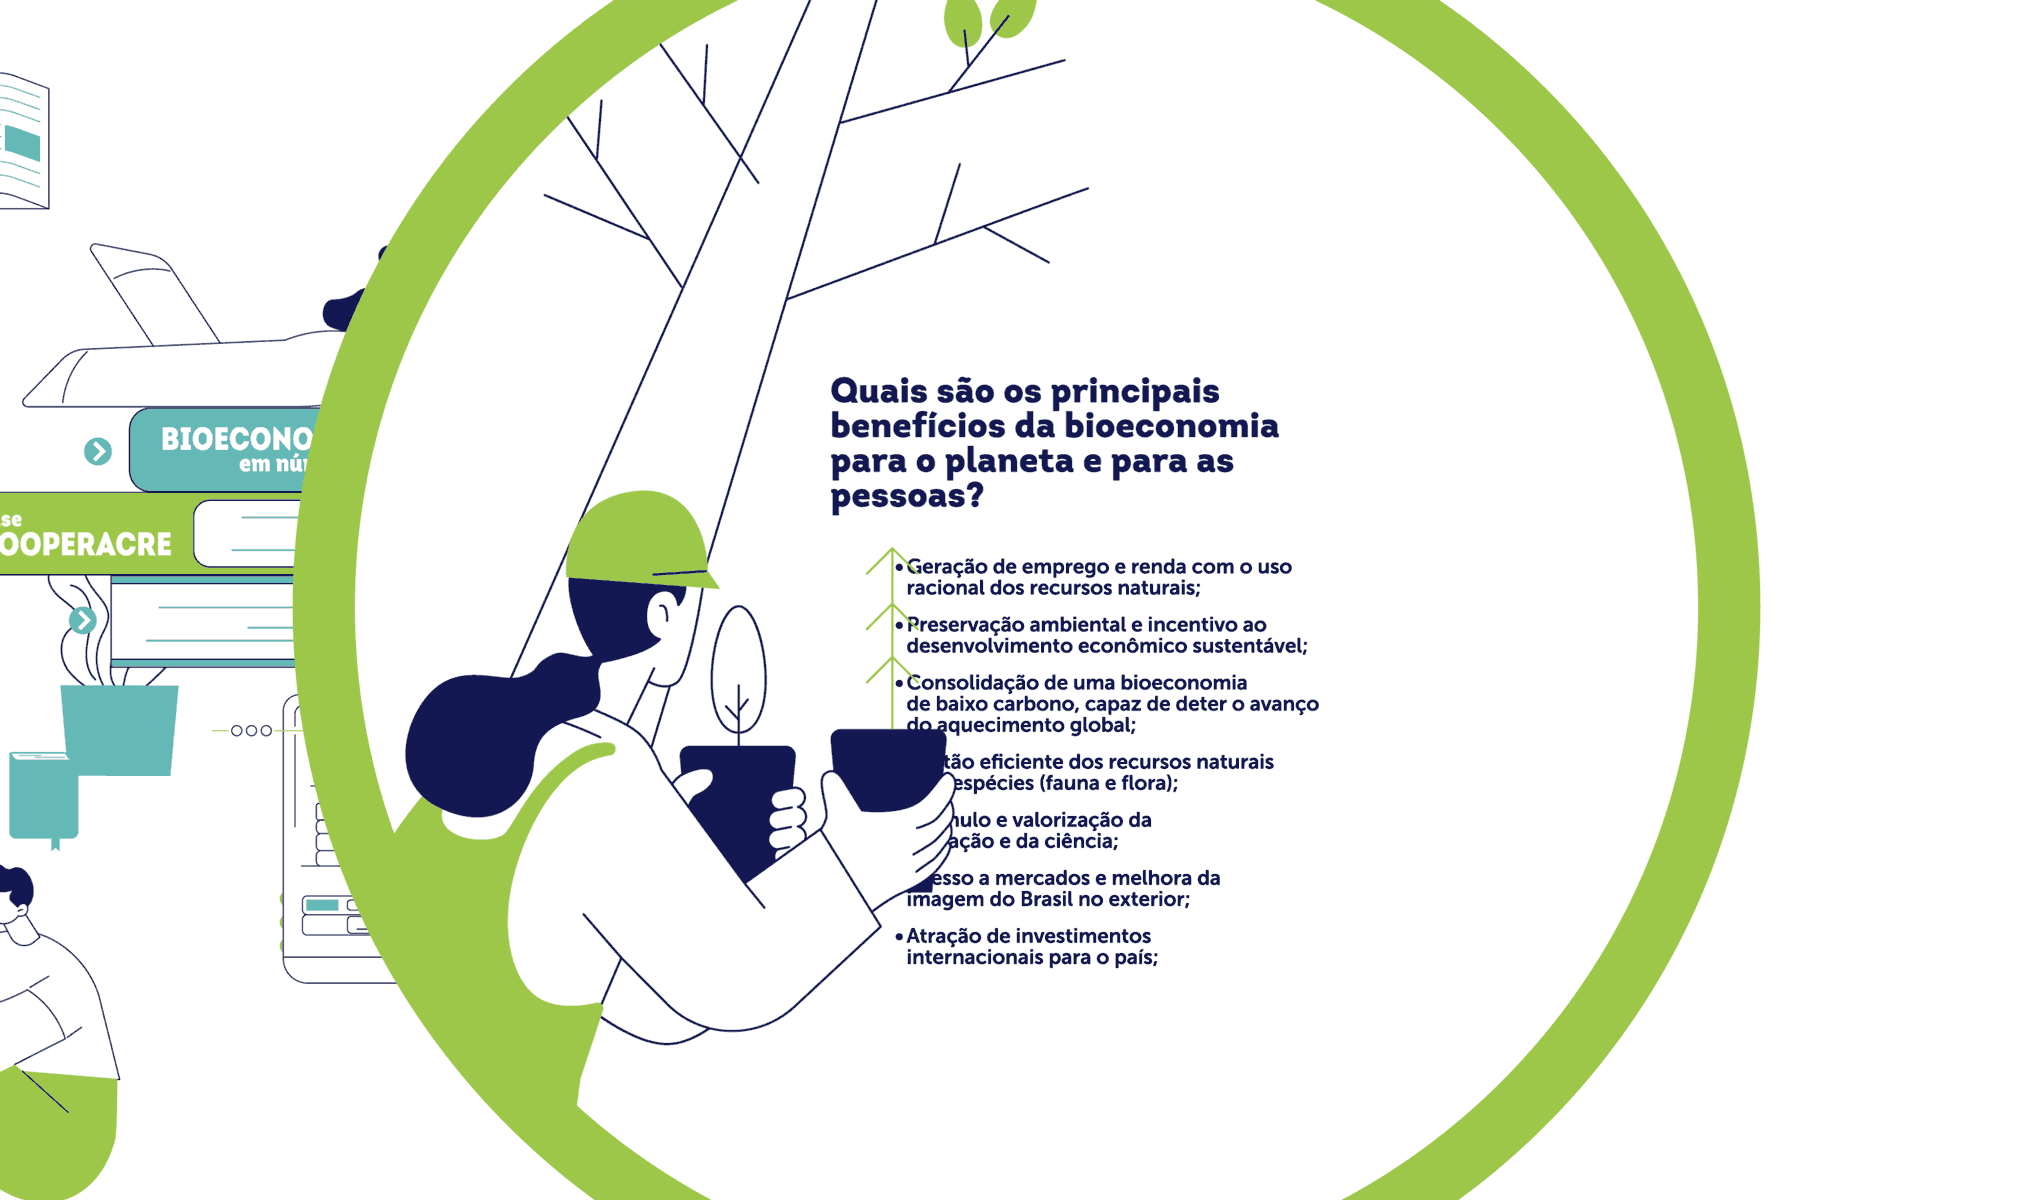 BIOECONO
em
se
OOPERACRE
Quais são os principais
benefícios da bioeconomia
para o planeta e para as
pessoas?
• Geração de emprego e renda com o uso
racional dos recursos naturais;
• Preservação ambiental e incentivo ao
desenvolvimento econômico sustentável;
• Consolidação de uma bioeconomia
de baixo carbono, capaz de deter o avanço
do aquecimento global;
tão eficiente dos recursos naturais
espécies (fauna e flora);
e valorização da
ação e da ciência;
esso a mercados e melhora da
imagem do Brasil no exterior;
• Atração de investimentos
internacionais para o país;